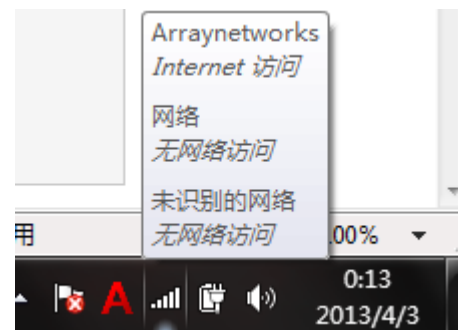 Arraynetworks
Internet 访问
网络
无网络访问
未识别的网络
无网络访问
用
00%
A
0:13
2013/4/3